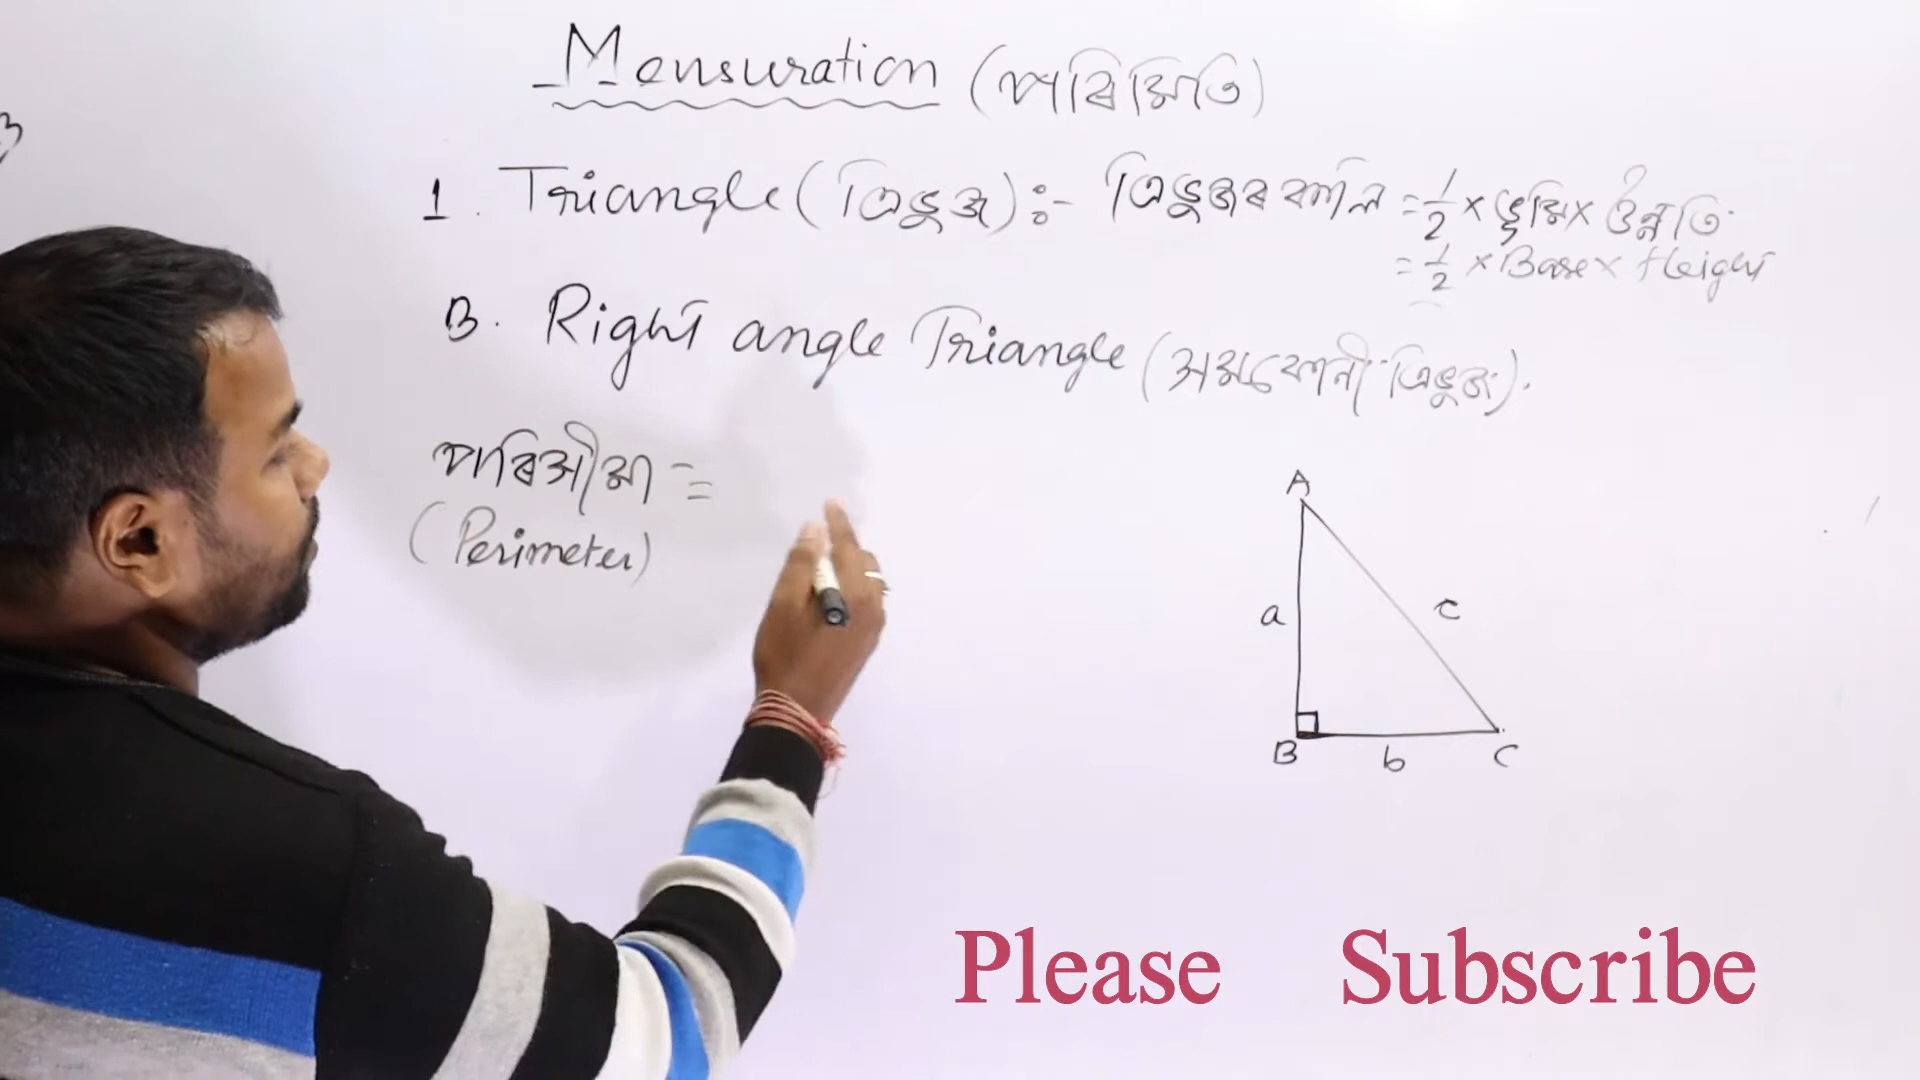 Mensuration (পৰিমিতি)
1. Triangle (ত্ৰিভুজ) :- ত্ৰিভুজৰ কালি = 1/2 × ভূমি × উন্নতি
= 1/2 × Base × Height
B. Right angle Triangle (সমকোণী ত্ৰিভুজ).
পৰিসীমা =
(Perimeter)
A
a c
B b C
Please Subscribe